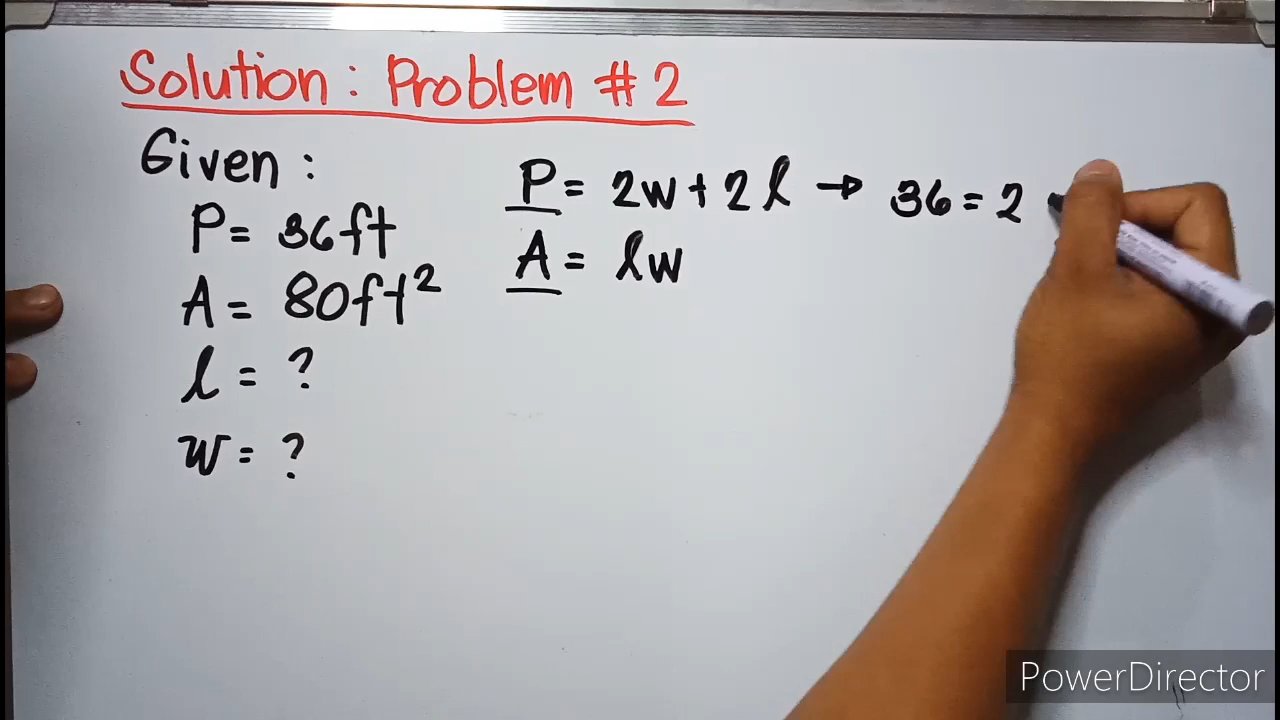 Solution: Problem #2
Given:
P = 36ft
A = 80ft²
l = ?
w = ?
P = 2w + 2l → 36 = 2
A = lw
PowerDirector